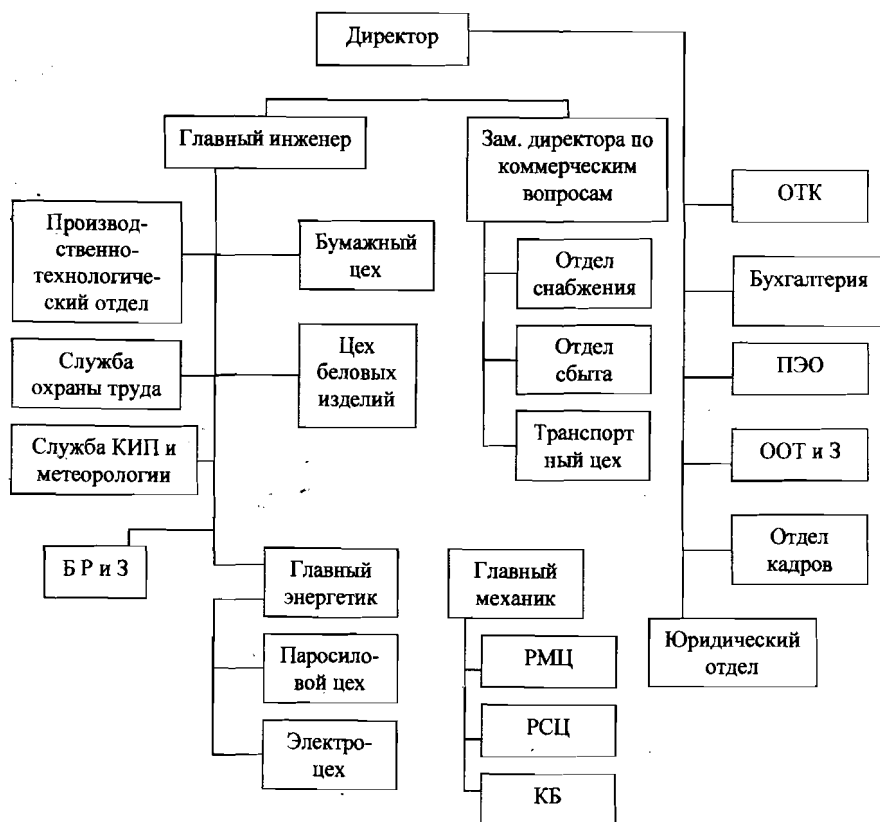 Директор
Главный инженер
Зам. директора по
коммерческим
вопросам
Производ-
ственно-
технологиче-
ский отдел
Бумажный
цех
Служба
охраны труда
Цех
беловых
изделий
Служба КИП и
метеорологии
Б Р и З
Отдел
снабжения
Отдел
сбыта
Транспорт
ный цех
ОТК
Бухгалтерия
ПЭО
ООТ и З
Отдел
кадров
Юридический
отдел
Главный
энергетик
Паросило-
вой цех
Электро-
цех
Главный
механик
РМЦ
РСЦ
КБ